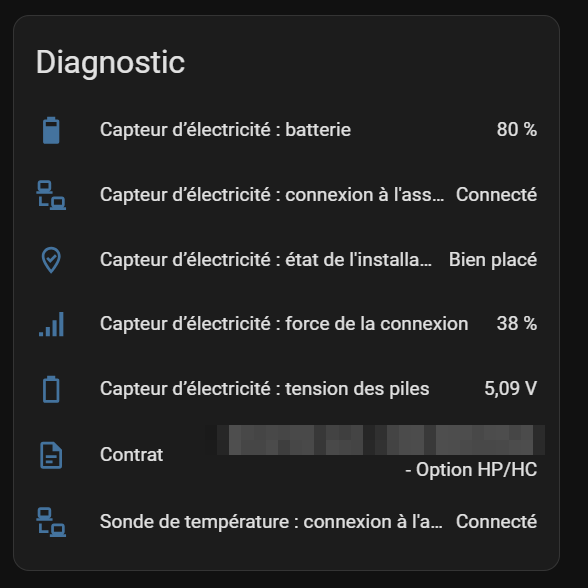 Diagnostic
Capteur d’électricité : batterie 80 %
Capteur d’électricité : connexion à l'ass... Connecté
Capteur d’électricité : état de l'installa... Bien placé
Capteur d’électricité : force de la connexion 38 %
Capteur d’électricité : tension des piles 5,09 V
Contrat
- Option HP/HC
Sonde de température : connexion à l'a... Connecté